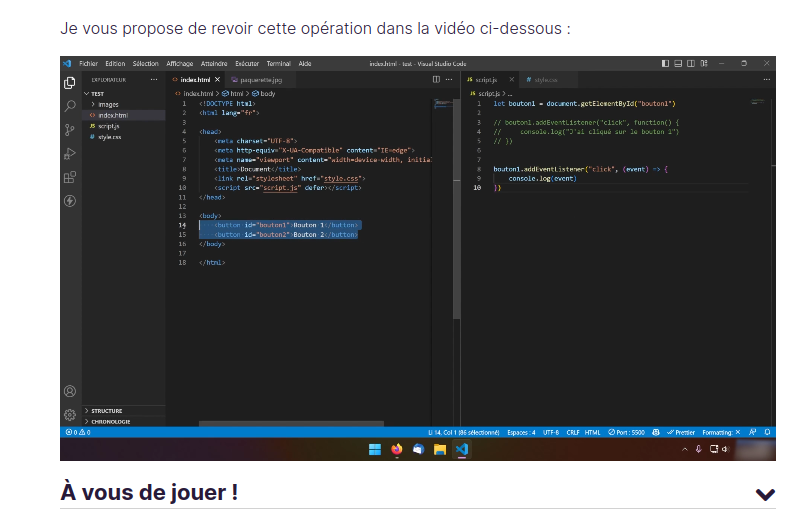 Je vous propose de revoir cette opération dans la vidéo ci-dessous :
Fichier Edition Sélection Affichage Atteindre Exécuter Terminal Aide
index.html - test - Visual Studio Code
EXPLORATEUR ...
TEST
images
index.html
script.js
style.css
STRUCTURE
CHRONOLOGIE
index.html paquerette.jpg ...
index.html > html > body
1 <!DOCTYPE html>
2 <html lang="fr">
3
4 <head>
5 <meta charset="UTF-8">
6 <meta http-equiv="X-UA-Compatible" content="IE=edge">
7 <meta name="viewport" content="width=device-width, initial
8 <title>Document</title>
9 <link rel="stylesheet" href="style.css">
10 <script src="script.js" defer></script>
11 </head>
12
13 <body>
14 <button id="bouton1">Bouton 1</button>
15 <button id="bouton2">Bouton 2</button>
16 </body>
17
18 </html>
JS script.js # style.css ...
JS script.js > ...
1 let bouton1 = document.getElementById("bouton1")
2
3 // bouton1.addEventListener("click", function() {
4 // console.log("J'ai cliqué sur le bouton 1")
5 // })
6
7
8 bouton1.addEventListener("click", (event) => {
9 console.log(event)
10 })
0 0 L 14, Col 1 (86 sélectionné) Espaces : 4 UTF-8 CRLF HTML Port : 5500 Prettier Formatting: ×
À vous de jouer !